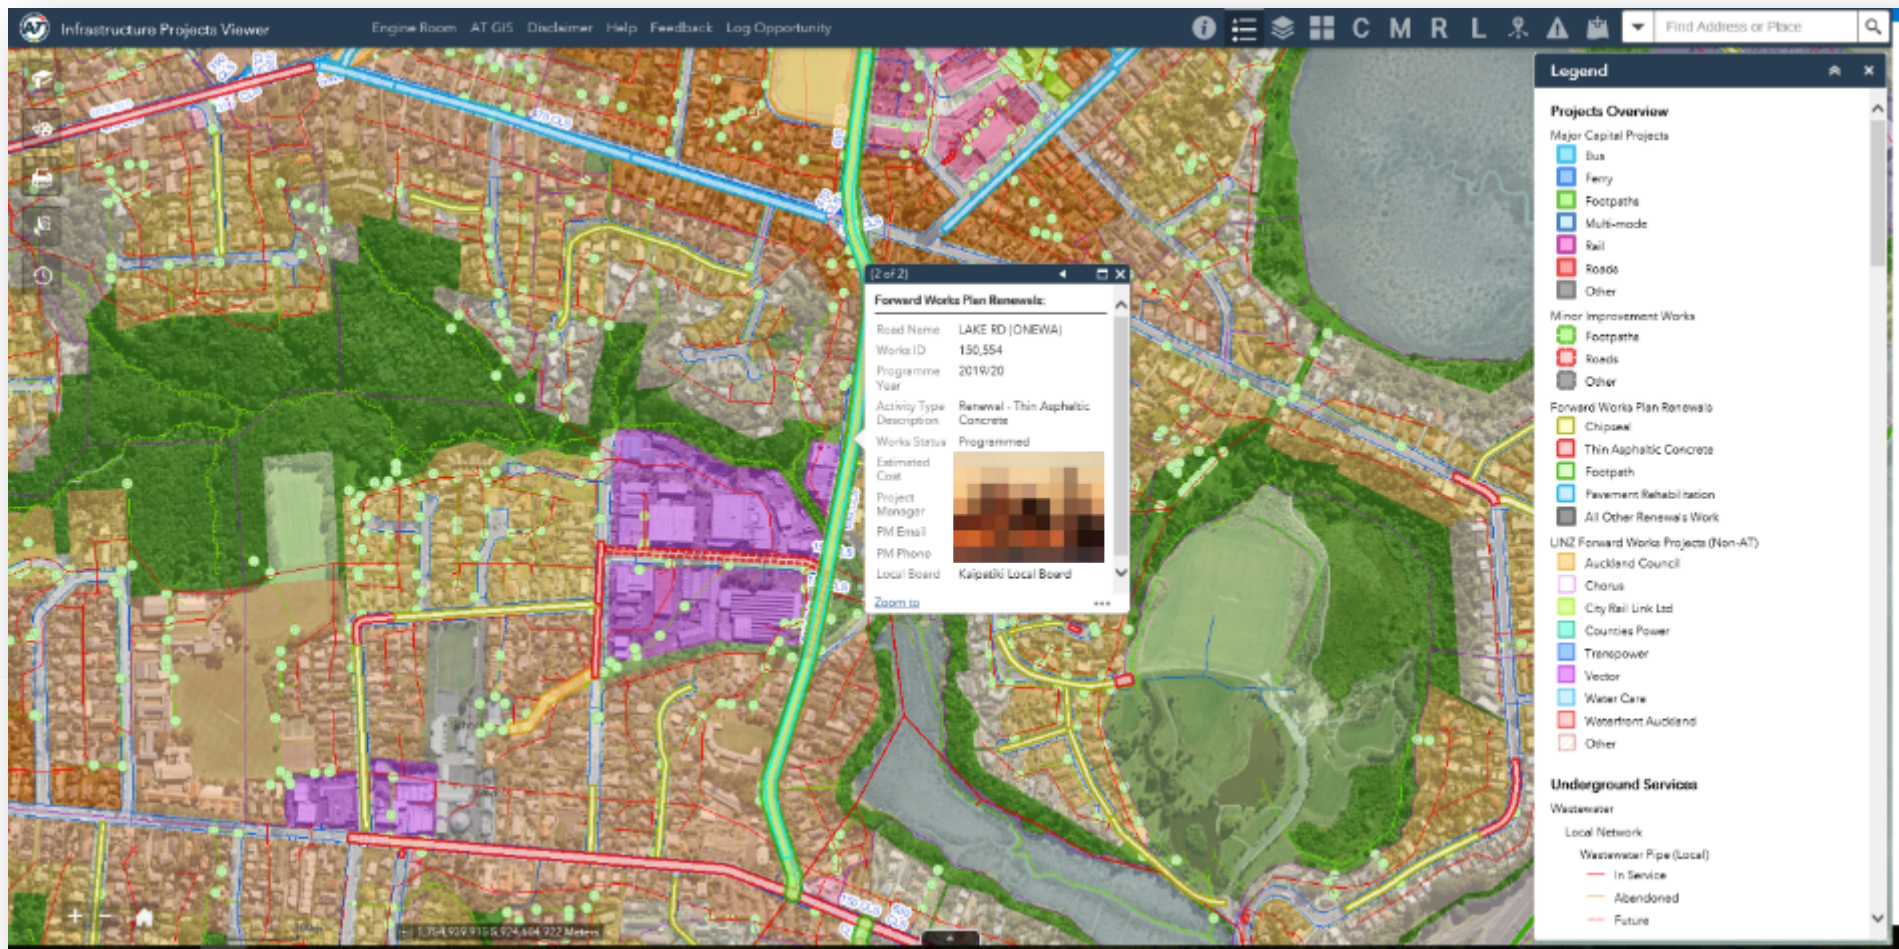 Infrastructure Projects Viewer
Engine Room AT GIS Disclaimer Help Feedback Log Opportunity
C M R L
Find Address or Place
(2 of 2)
Forward Works Plan Renewals:
Road Name LAKE RD (ONEWA)
Works ID 150,554
Programme Year 2019/20
Activity Type Description Renewal - Thin Asphaltic Concrete
Works Status Programmed
Estimated Cost
Project Manager
PM Email
PM Phone
Local Board Kaipatiki Local Board
Zoom to
Legend
Projects Overview
Major Capital Projects
Bus
Ferry
Footpaths
Multi-mode
Rail
Roads
Other
Minor Improvement Works
Footpaths
Roads
Other
Forward Works Plan Renewals
Chipseal
Thin Asphaltic Concrete
Footpath
Pavement Rehabilitation
All Other Renewals Work
LINZ Forward Works Projects (Non-AT)
Auckland Council
Chorus
City Rail Link Ltd
Counties Power
Transpower
Vector
Water Care
Waterfront Auckland
Other
Underground Services
Wastewater
Local Network
Wastewater Pipe (Local)
In Service
Abandoned
Future